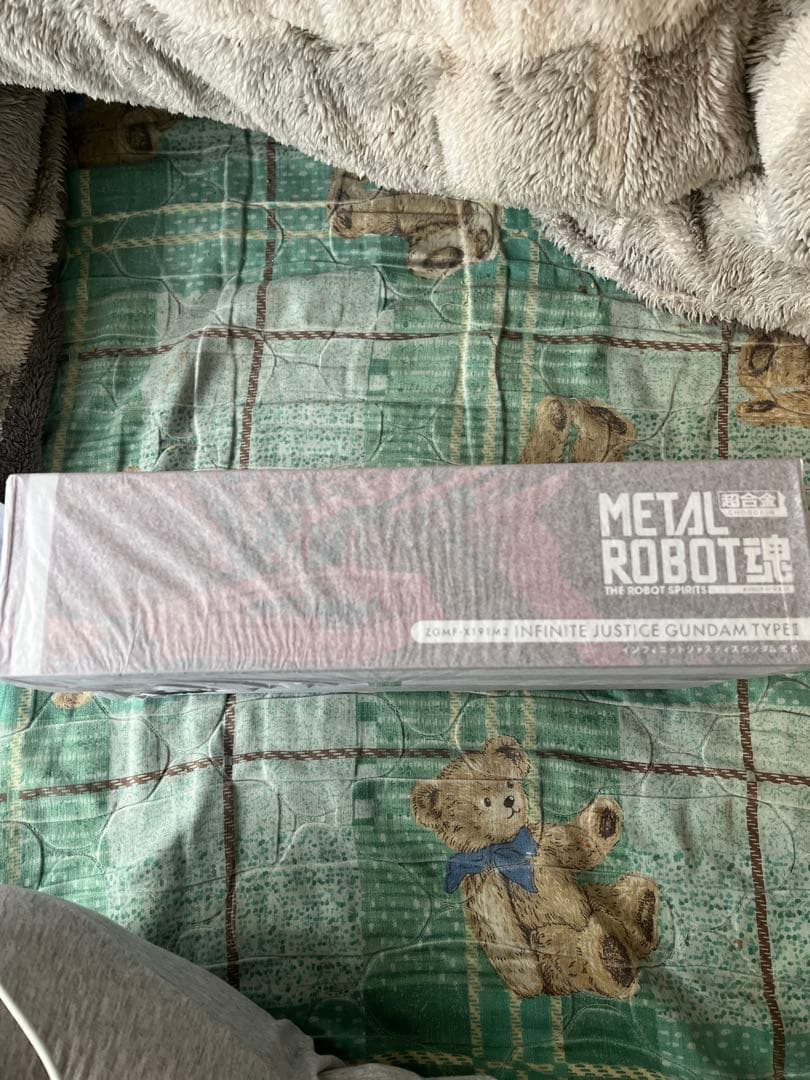 METAL 超合金
CHOGOKIN
ROBOT魂
THE ROBOT SPIRITS
ZGMF-X191M2 INFINITE JUSTICE GUNDAM TYPE II
インフィニットジャスティスガンダム弐式